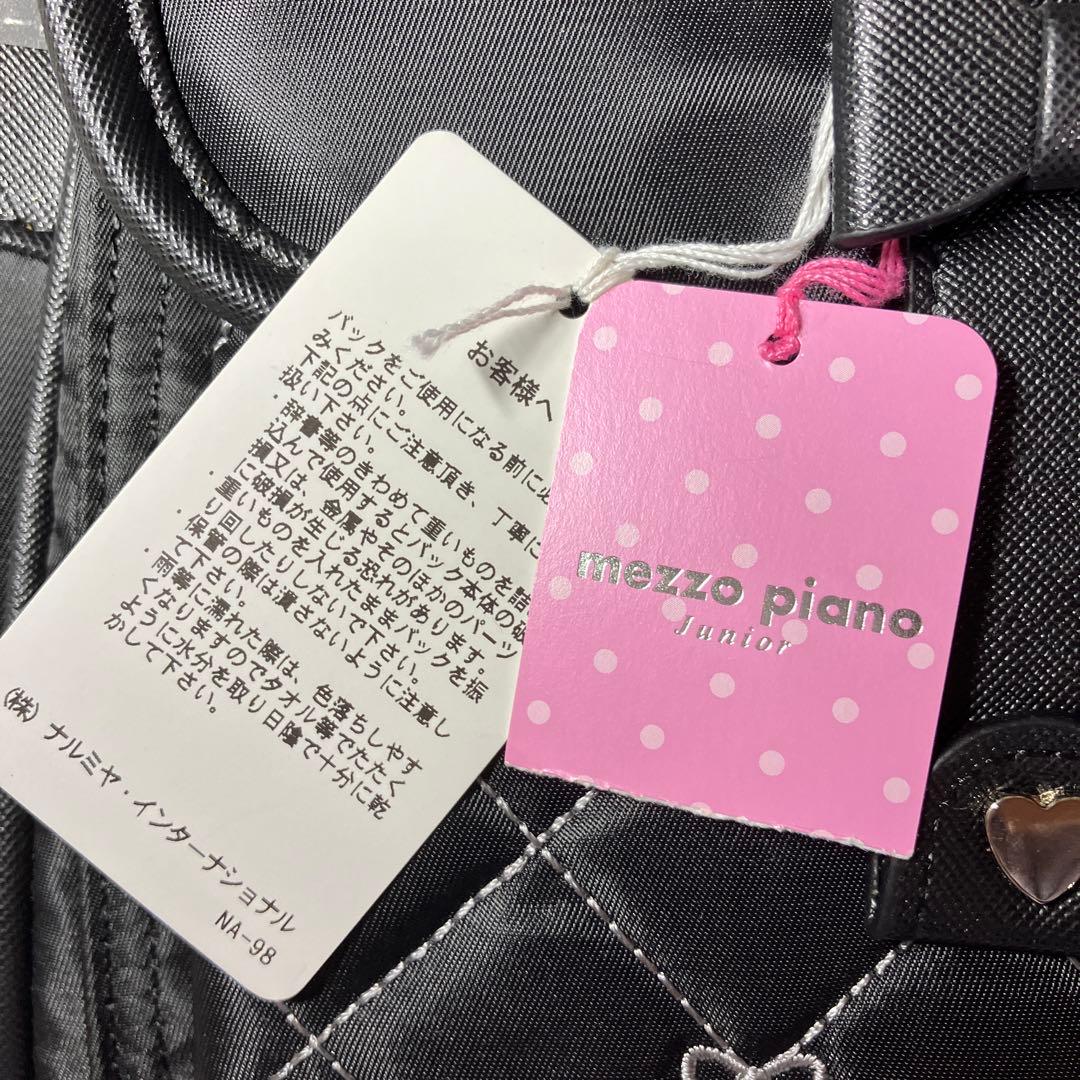 お客様へ
バックをご使用になる前に必
みください。
下記の点にご注意頂き、丁寧に
扱い下さい。
・辞書等のきわめて重いものを詰
込んで使用するとバック本体の破
損又は、金属やそのほかのパーツ
に破損が生じる恐れがあります。
・重いものを入れたままバックを振
り回したりしないで下さい。
・保管の際は潰さないように注意し
て下さい。
・雨等に濡れた際は、色落ちしやす
くなりますのでタオル等でたたく
ように水分を取り日陰で十分に乾
かして下さい。
(株)ナルミヤ・インターナショナル
NA-98
mezzo piano
Junior